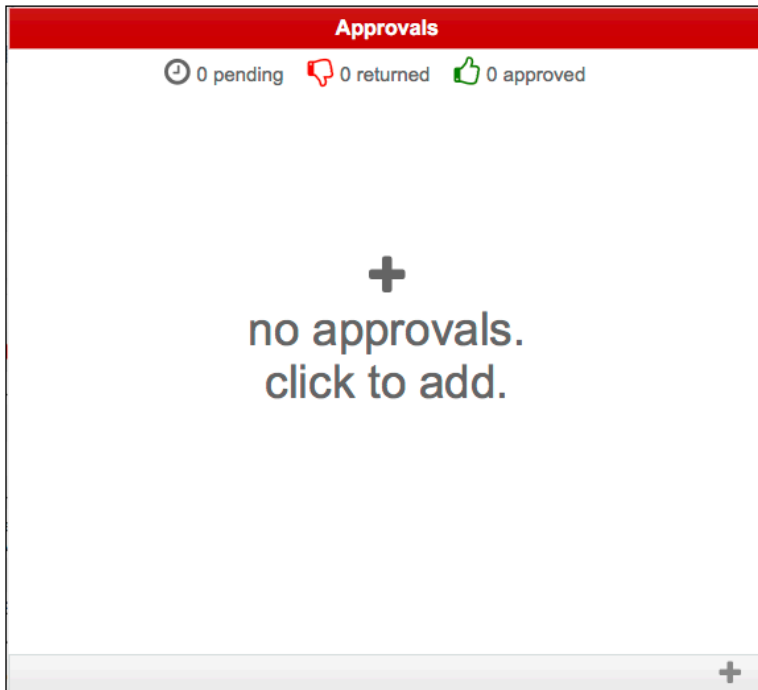 Approvals
0 pending 0 returned 0 approved
no approvals.
click to add.